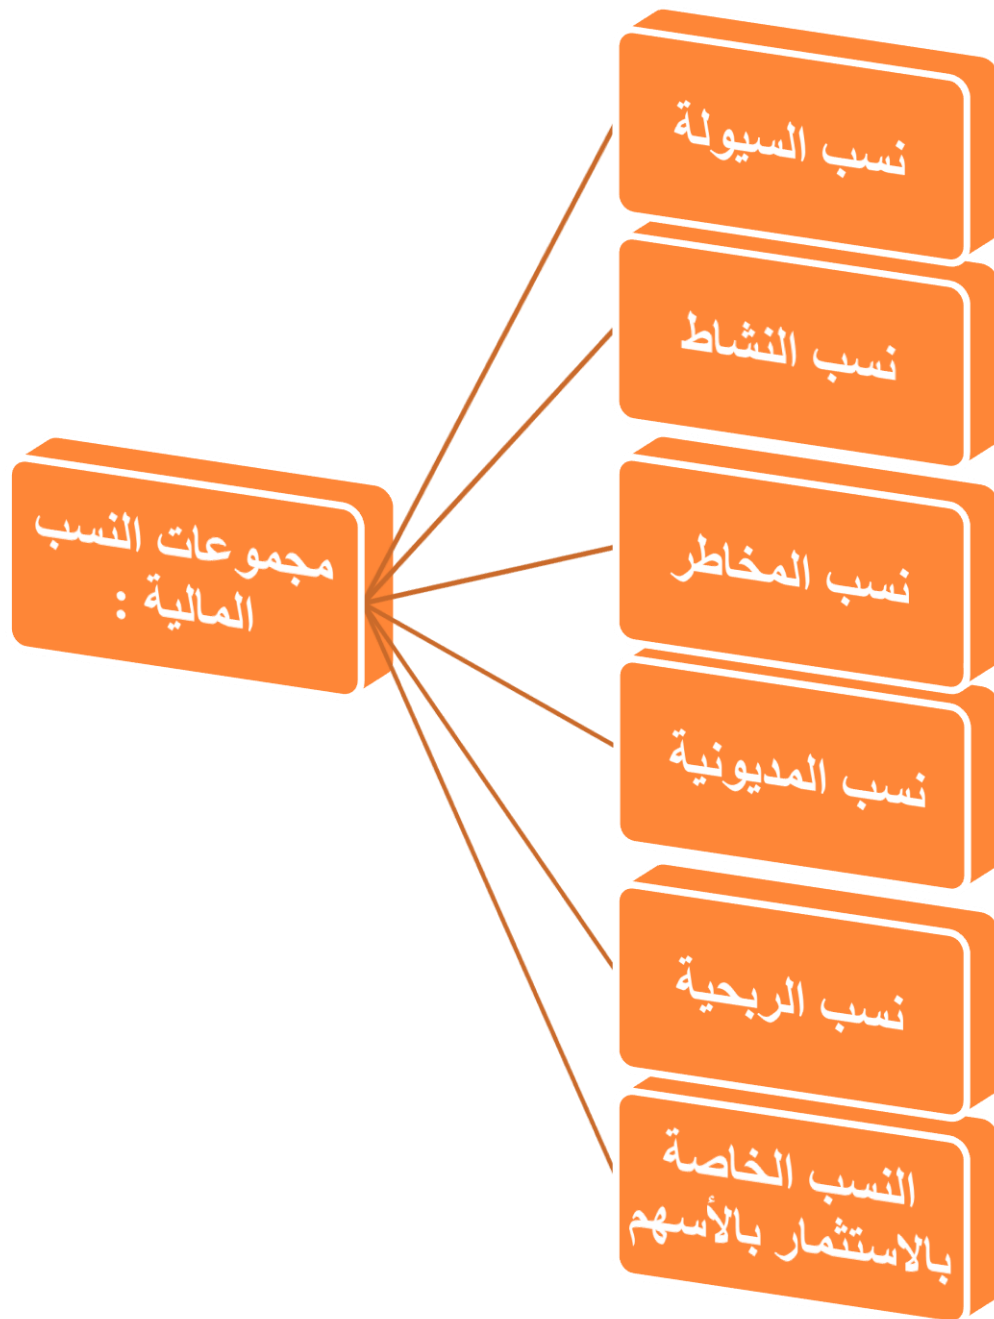 مجموعات النسب
المالية :
نسب السيولة
نسب النشاط
نسب المخاطر
نسب المديونية
نسب الربحية
النسب الخاصة
بالاستثمار بالأسهم